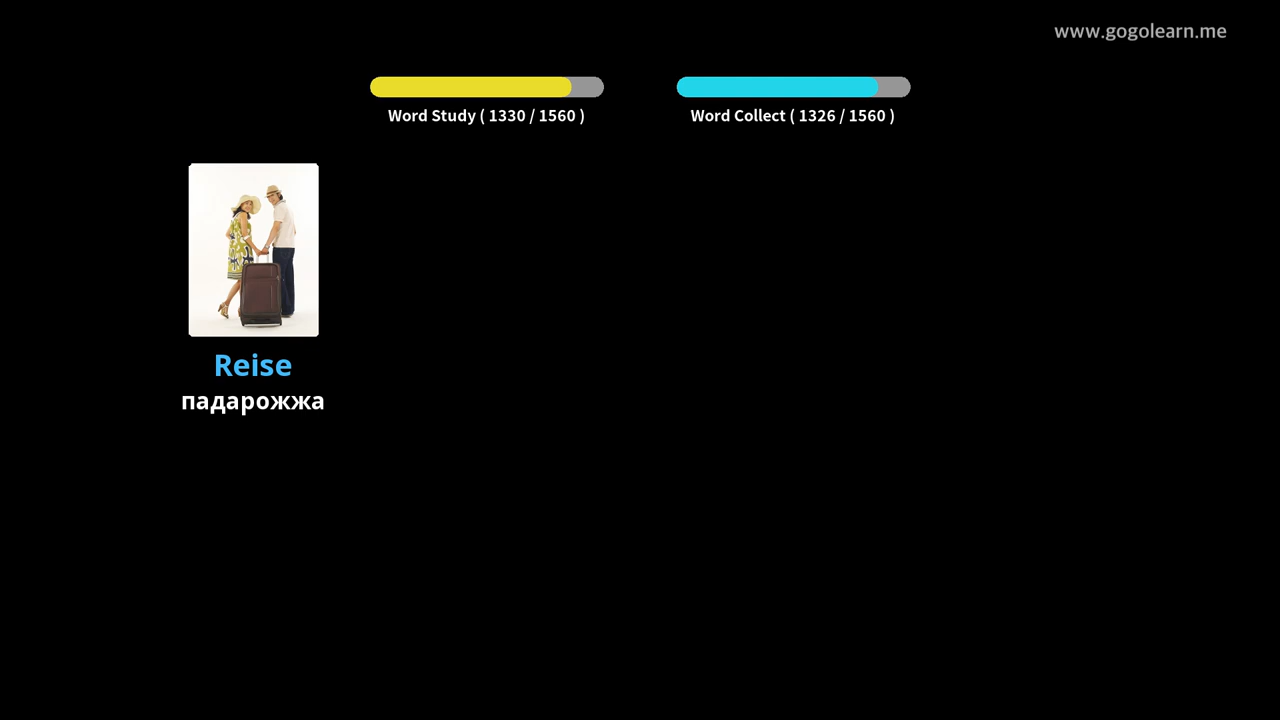 www.gogolearn.me
Word Study ( 1330 / 1560 )
Word Collect ( 1326 / 1560 )
Reise
падарожжа